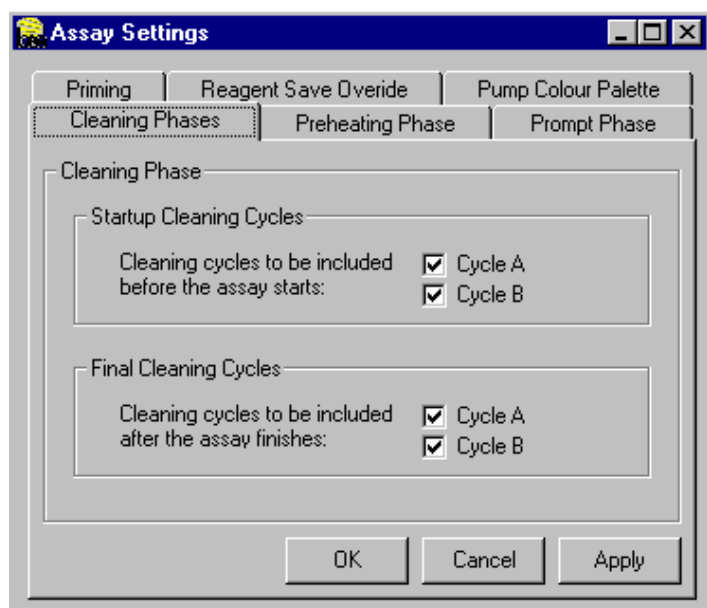 Assay Settings
Priming
Reagent Save Overide
Pump Colour Palette
Cleaning Phases
Preheating Phase
Prompt Phase
Cleaning Phase
Startup Cleaning Cycles
Cleaning cycles to be included
before the assay starts:
Cycle A
Cycle B
Final Cleaning Cycles
Cleaning cycles to be included
after the assay finishes:
Cycle A
Cycle B
OK
Cancel
Apply